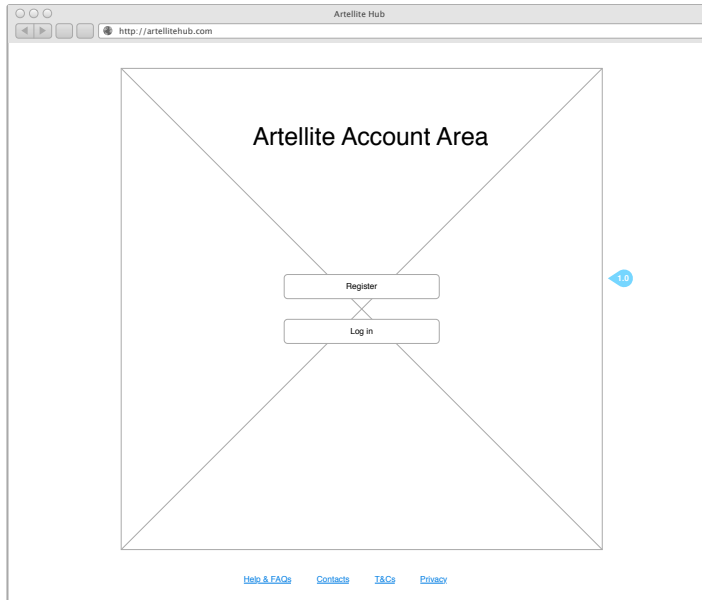 Artellite Hub
http://artellitehub.com
Artellite Account Area
Register
1.0
Log in
Help & FAQs Contacts T&Cs Privacy